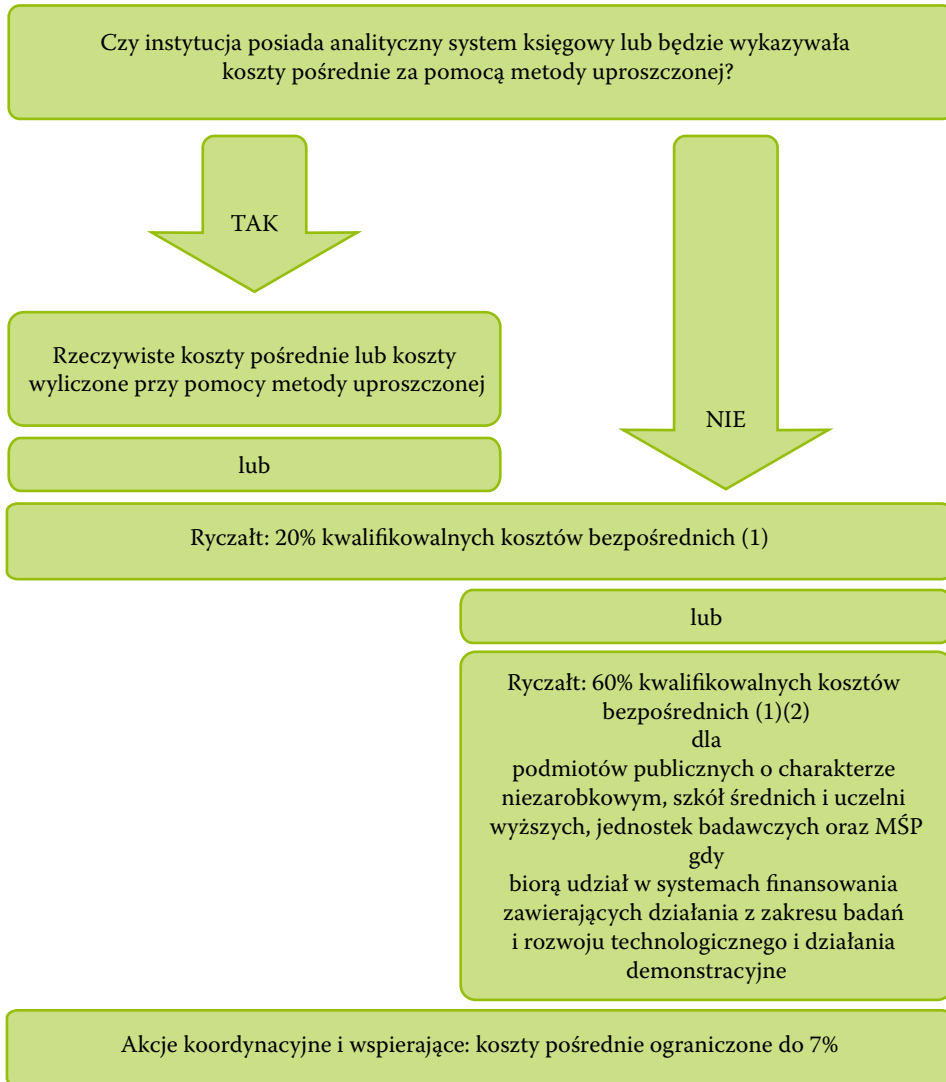 Czy instytucja posiada analityczny system księgowy lub będzie wykazywała
koszty pośrednie za pomocą metody uproszczonej?
TAK
Rzeczywiste koszty pośrednie lub koszty
wyliczone przy pomocy metody uproszczonej
NIE
lub
Ryczałt: 20% kwalifikowalnych kosztów bezpośrednich (1)
lub
Ryczałt: 60% kwalifikowalnych kosztów
bezpośrednich (1)(2)
dla
podmiotów publicznych o charakterze
niezarobkowym, szkół średnich i uczelni
wyższych, jednostek badawczych oraz MŚP
gdy
biorą udział w systemach finansowania
zawierających działania z zakresu badań
i rozwoju technologicznego i działania
demonstracyjne
Akcje koordynacyjne i wspierające: koszty pośrednie ograniczone do 7%